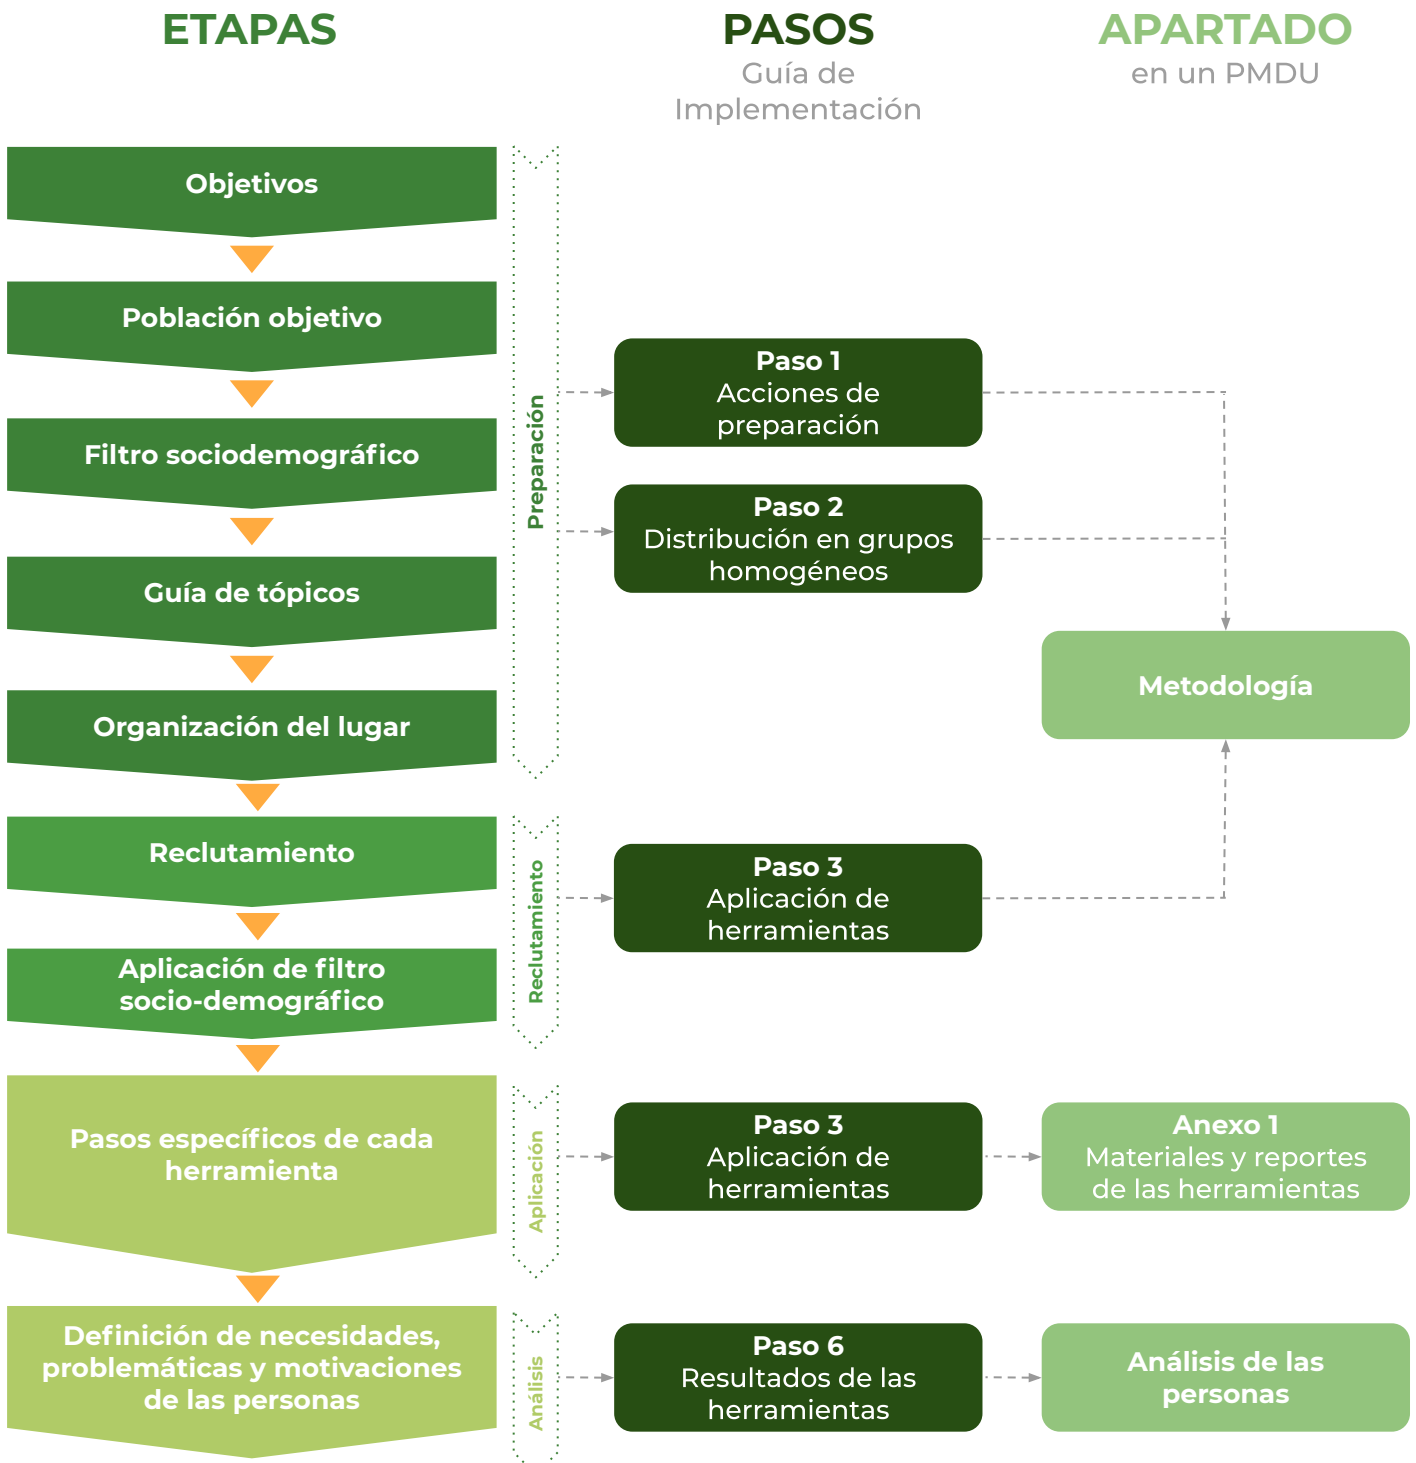 ETAPAS
PASOS
Guía de
Implementación
APARTADO
en un PMDU
Objetivos
Población objetivo
Filtro sociodemográfico
Guía de tópicos
Organización del lugar
Preparación
Paso 1
Acciones de
preparación
Paso 2
Distribución en grupos
homogéneos
Metodología
Reclutamiento
Aplicación de filtro
socio-demográfico
Reclutamiento
Paso 3
Aplicación de
herramientas
Pasos específicos de cada
herramienta
Aplicación
Paso 3
Aplicación de
herramientas
Anexo 1
Materiales y reportes
de las herramientas
Definición de necesidades,
problemáticas y motivaciones
de las personas
Análisis
Paso 6
Resultados de las
herramientas
Análisis de las
personas